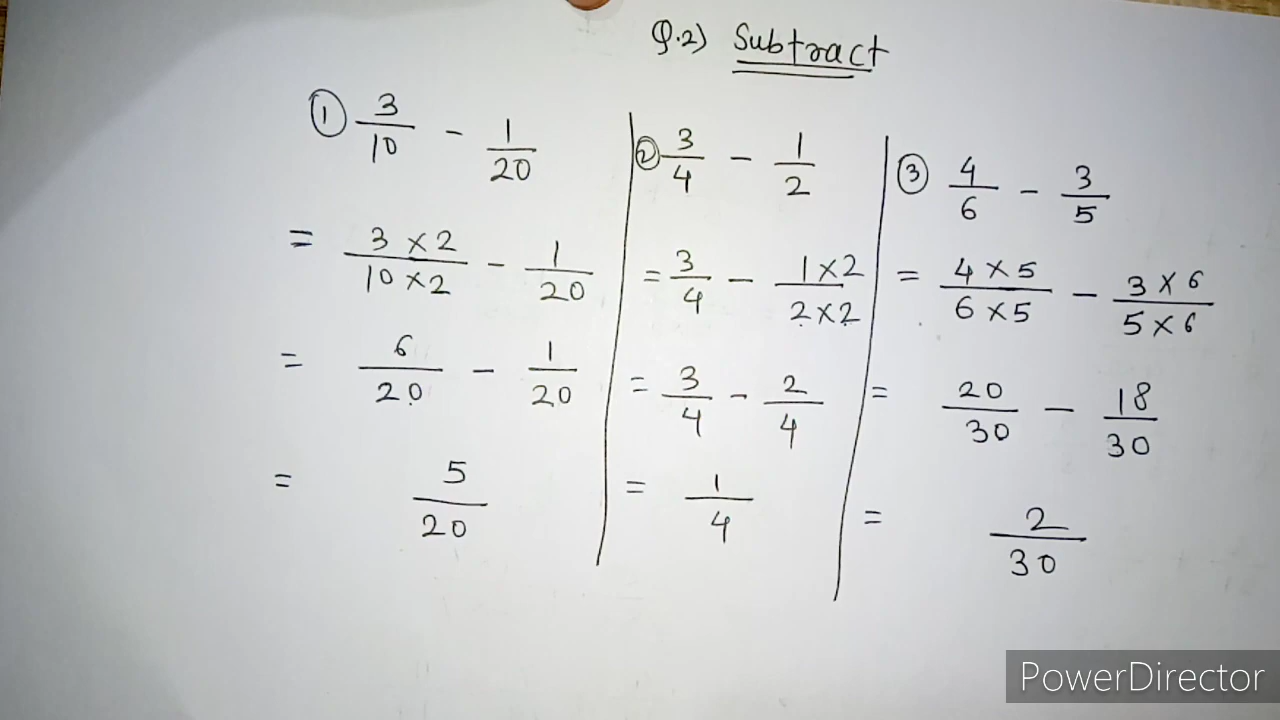 Q.2) Subtract
① 3/10 - 1/20
= 3 × 2/10 × 2 - 1/20
= 6/20 - 1/20
= 5/20
② 3/4 - 1/2
= 3/4 - 1 × 2/2 × 2
= 3/4 - 2/4
= 1/4
③ 4/6 - 3/5
= 4 × 5/6 × 5 - 3 × 6/5 × 6
= 20/30 - 18/30
= 2/30
PowerDirector